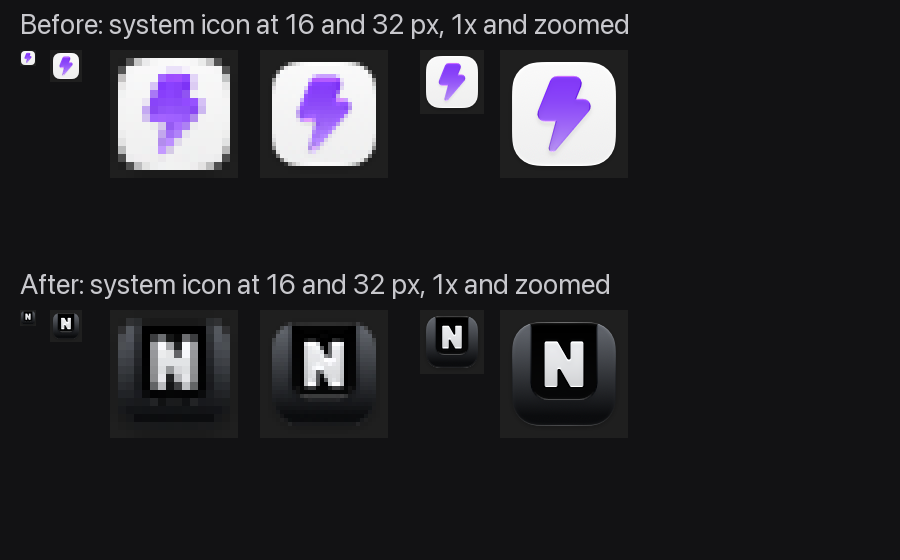 Before: system icon at 16 and 32 px, 1x and zoomed
After: system icon at 16 and 32 px, 1x and zoomed
N N N N N N